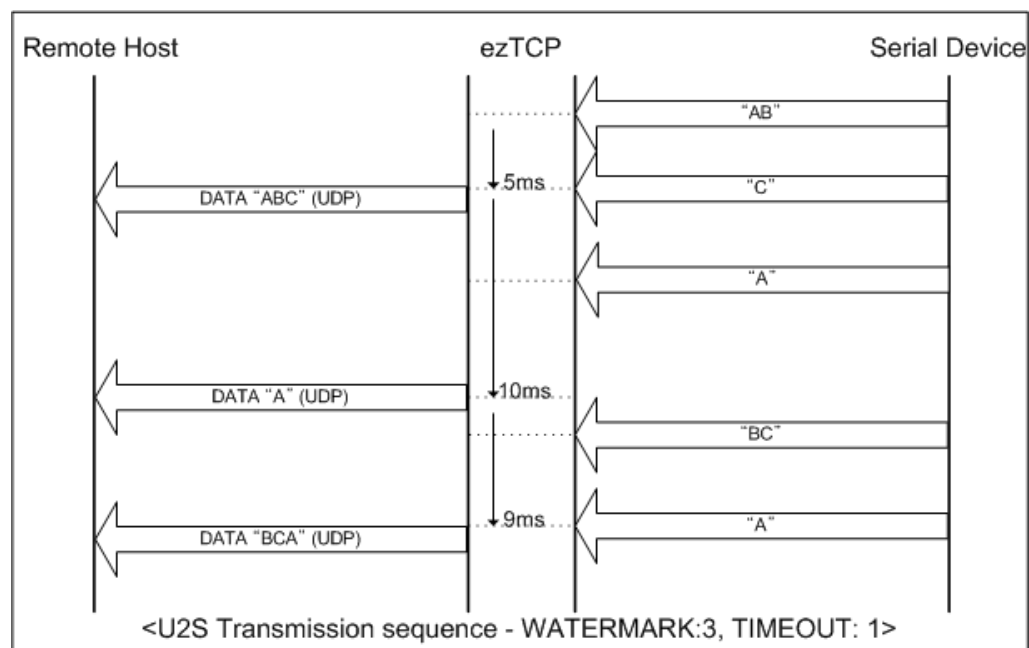 Remote Host ezTCP Serial Device
"AB"
5ms
"C"
DATA "ABC" (UDP)
"A"
10ms
DATA "A" (UDP)
"BC"
9ms
"A"
DATA "BCA" (UDP)
<U2S Transmission sequence - WATERMARK:3, TIMEOUT: 1>